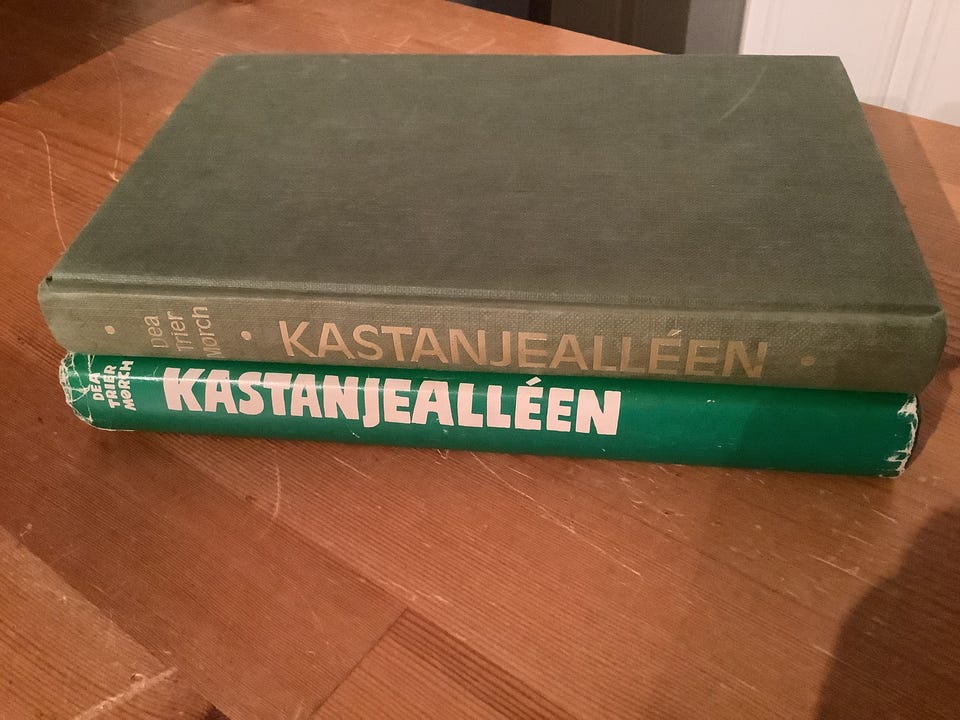 Dea
Trier
Mørch
• KASTANJEALLÉEN •
DEA
TRIER
MØRCH
KASTANJEALLÉEN